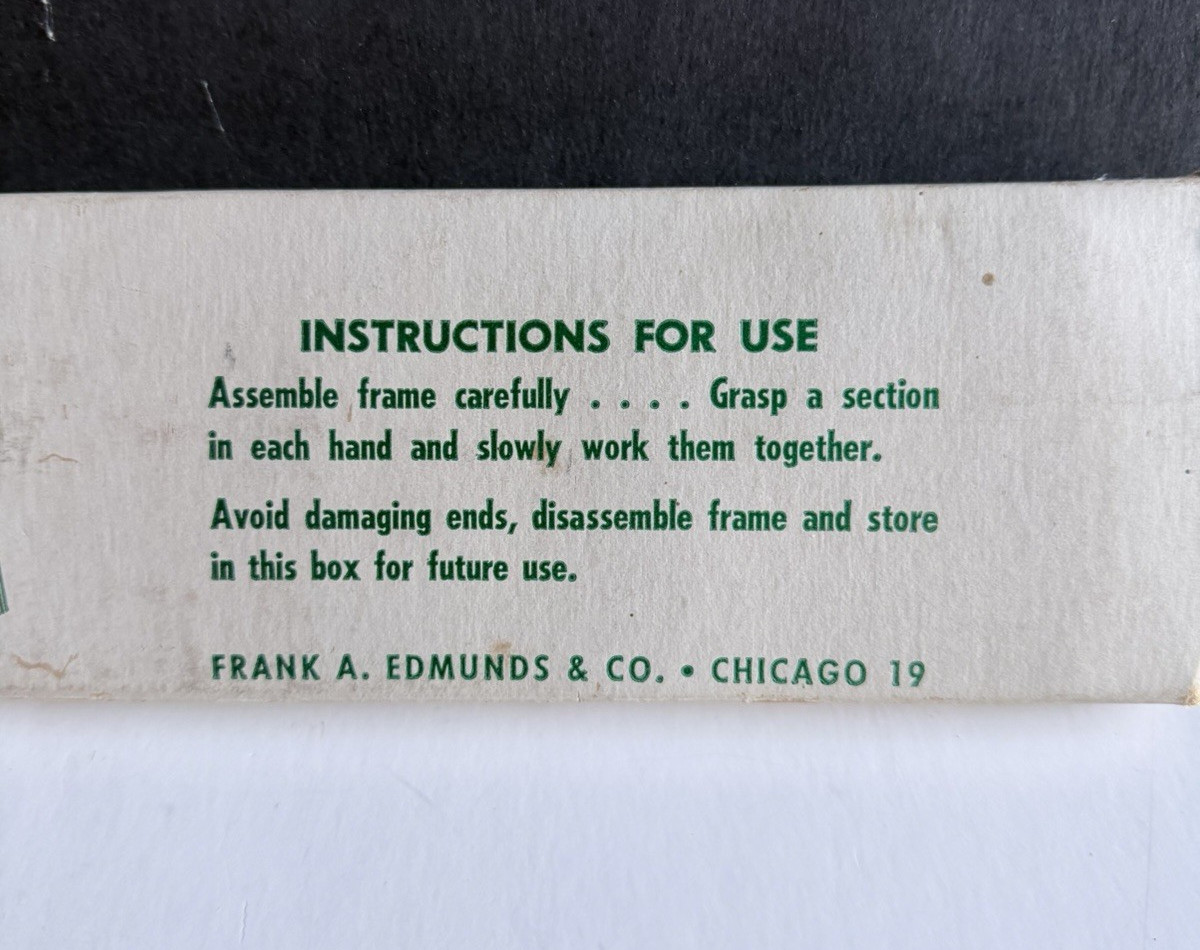 INSTRUCTIONS FOR USE
Assemble frame carefully . . . . Grasp a section
in each hand and slowly work them together.
Avoid damaging ends, disassemble frame and store
in this box for future use.
FRANK A. EDMUNDS & CO. • CHICAGO 19